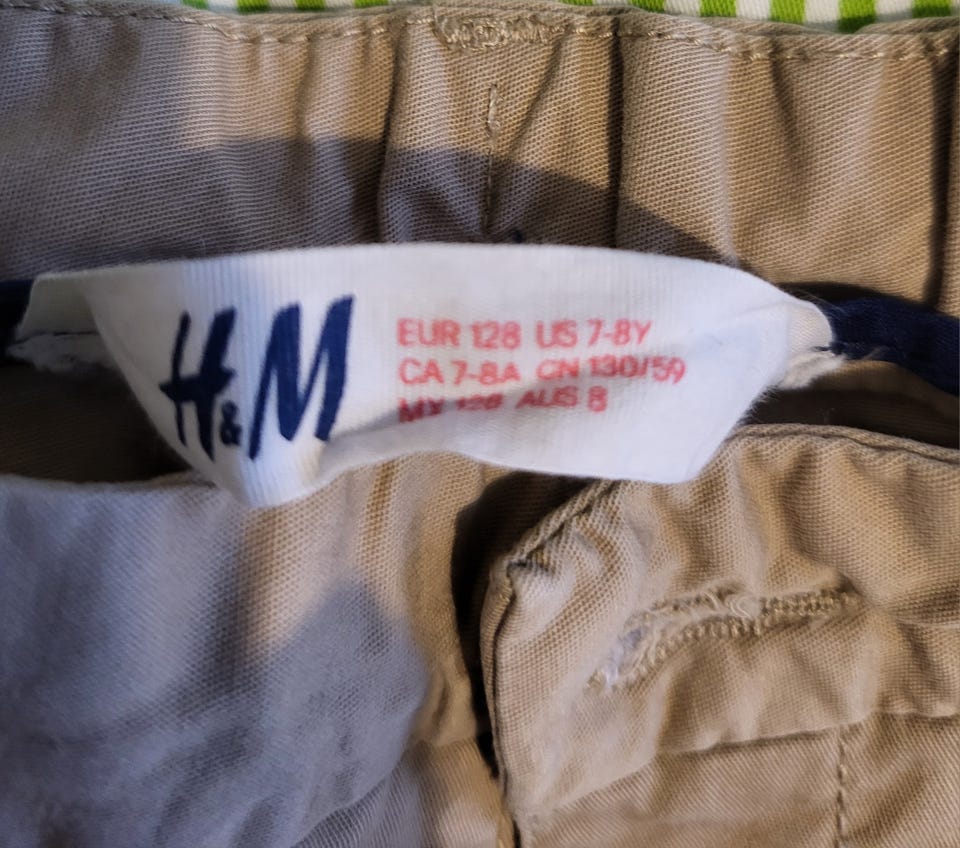 H&M
EUR 128 US 7-8Y
CA 7-8A CN 130/59
MX 128 AUS 8